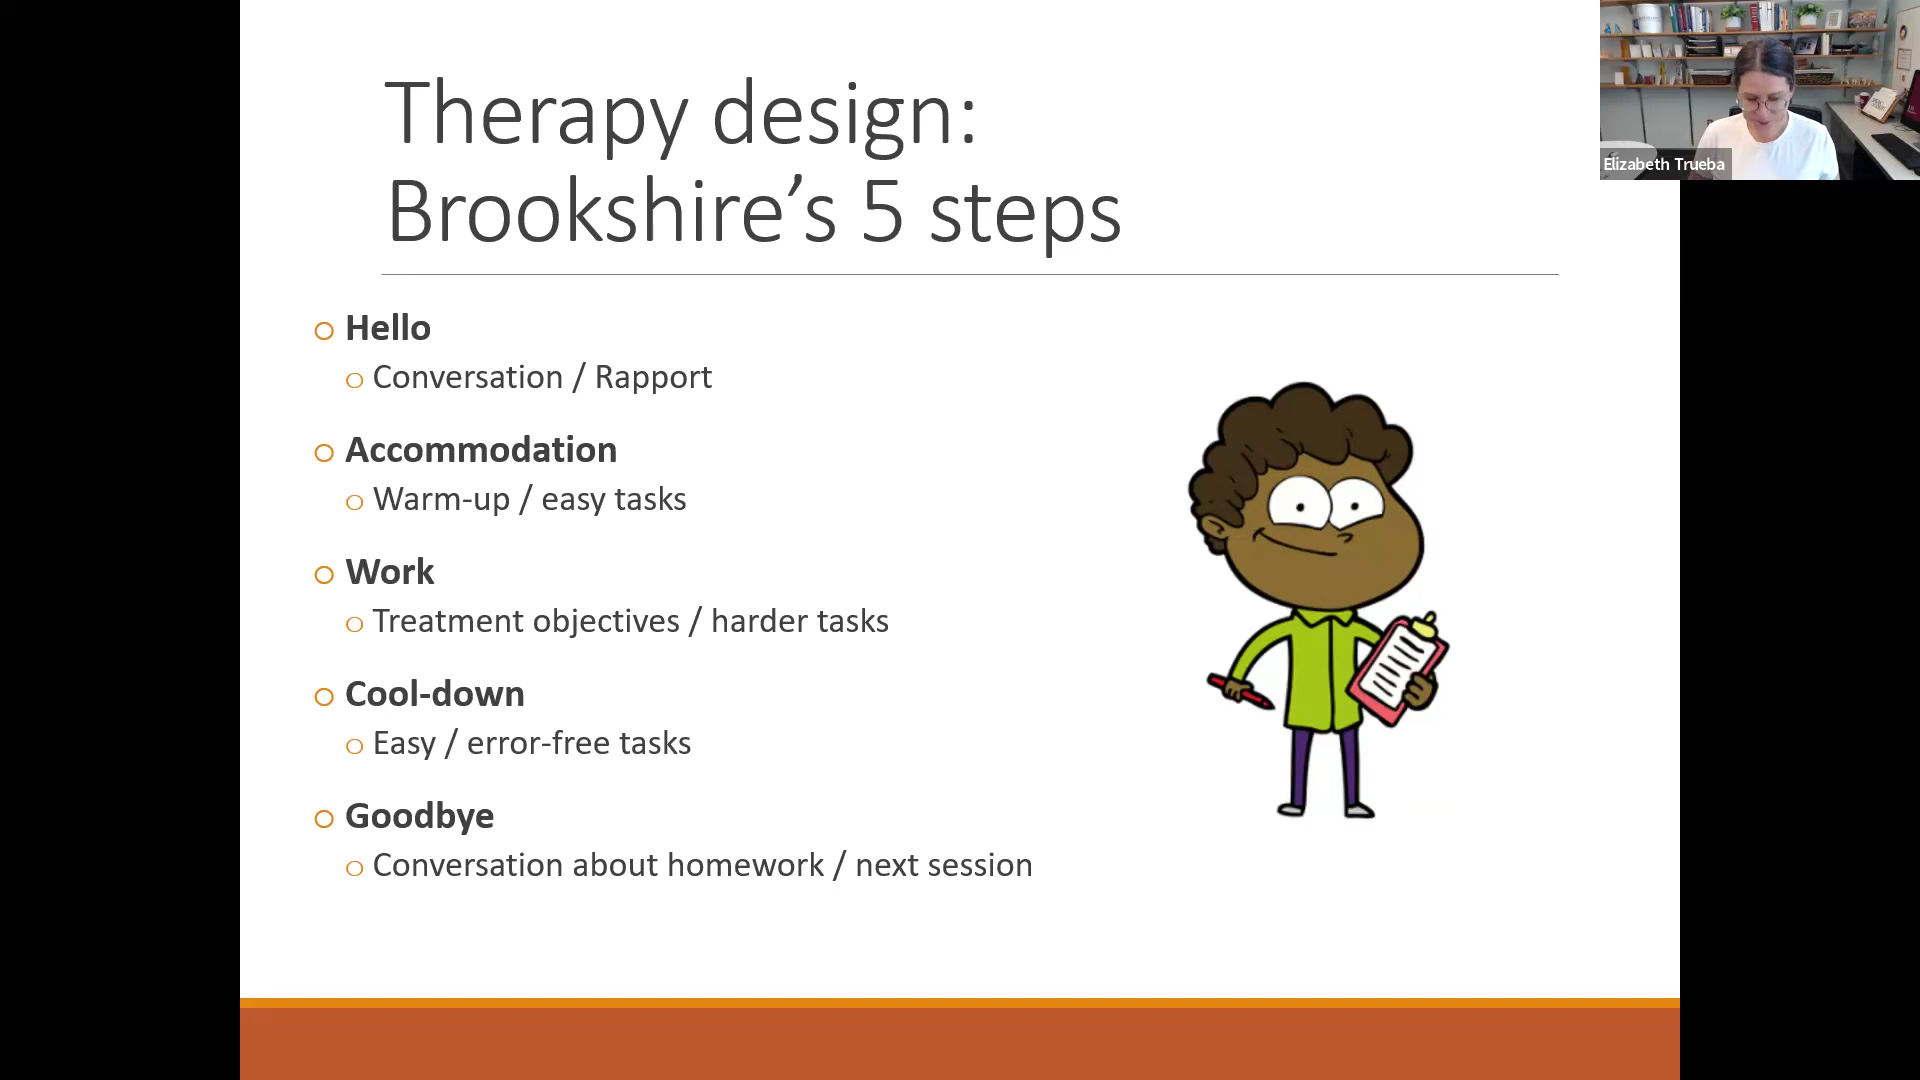 Therapy design:
Brookshire’s 5 steps
Elizabeth Trueba
Hello
Conversation / Rapport
Accommodation
Warm-up / easy tasks
Work
Treatment objectives / harder tasks
Cool-down
Easy / error-free tasks
Goodbye
Conversation about homework / next session